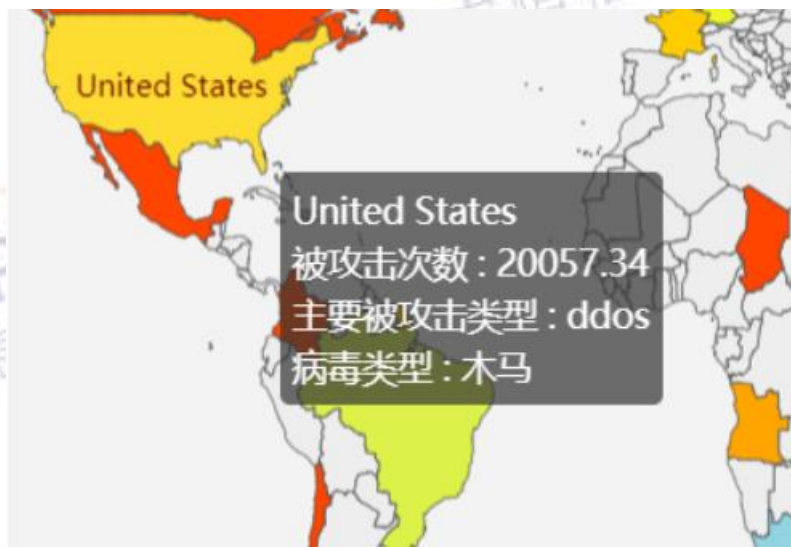 United States
United States
被攻击次数 : 20057.34
主要被攻击类型 : ddos
病毒类型 : 木马